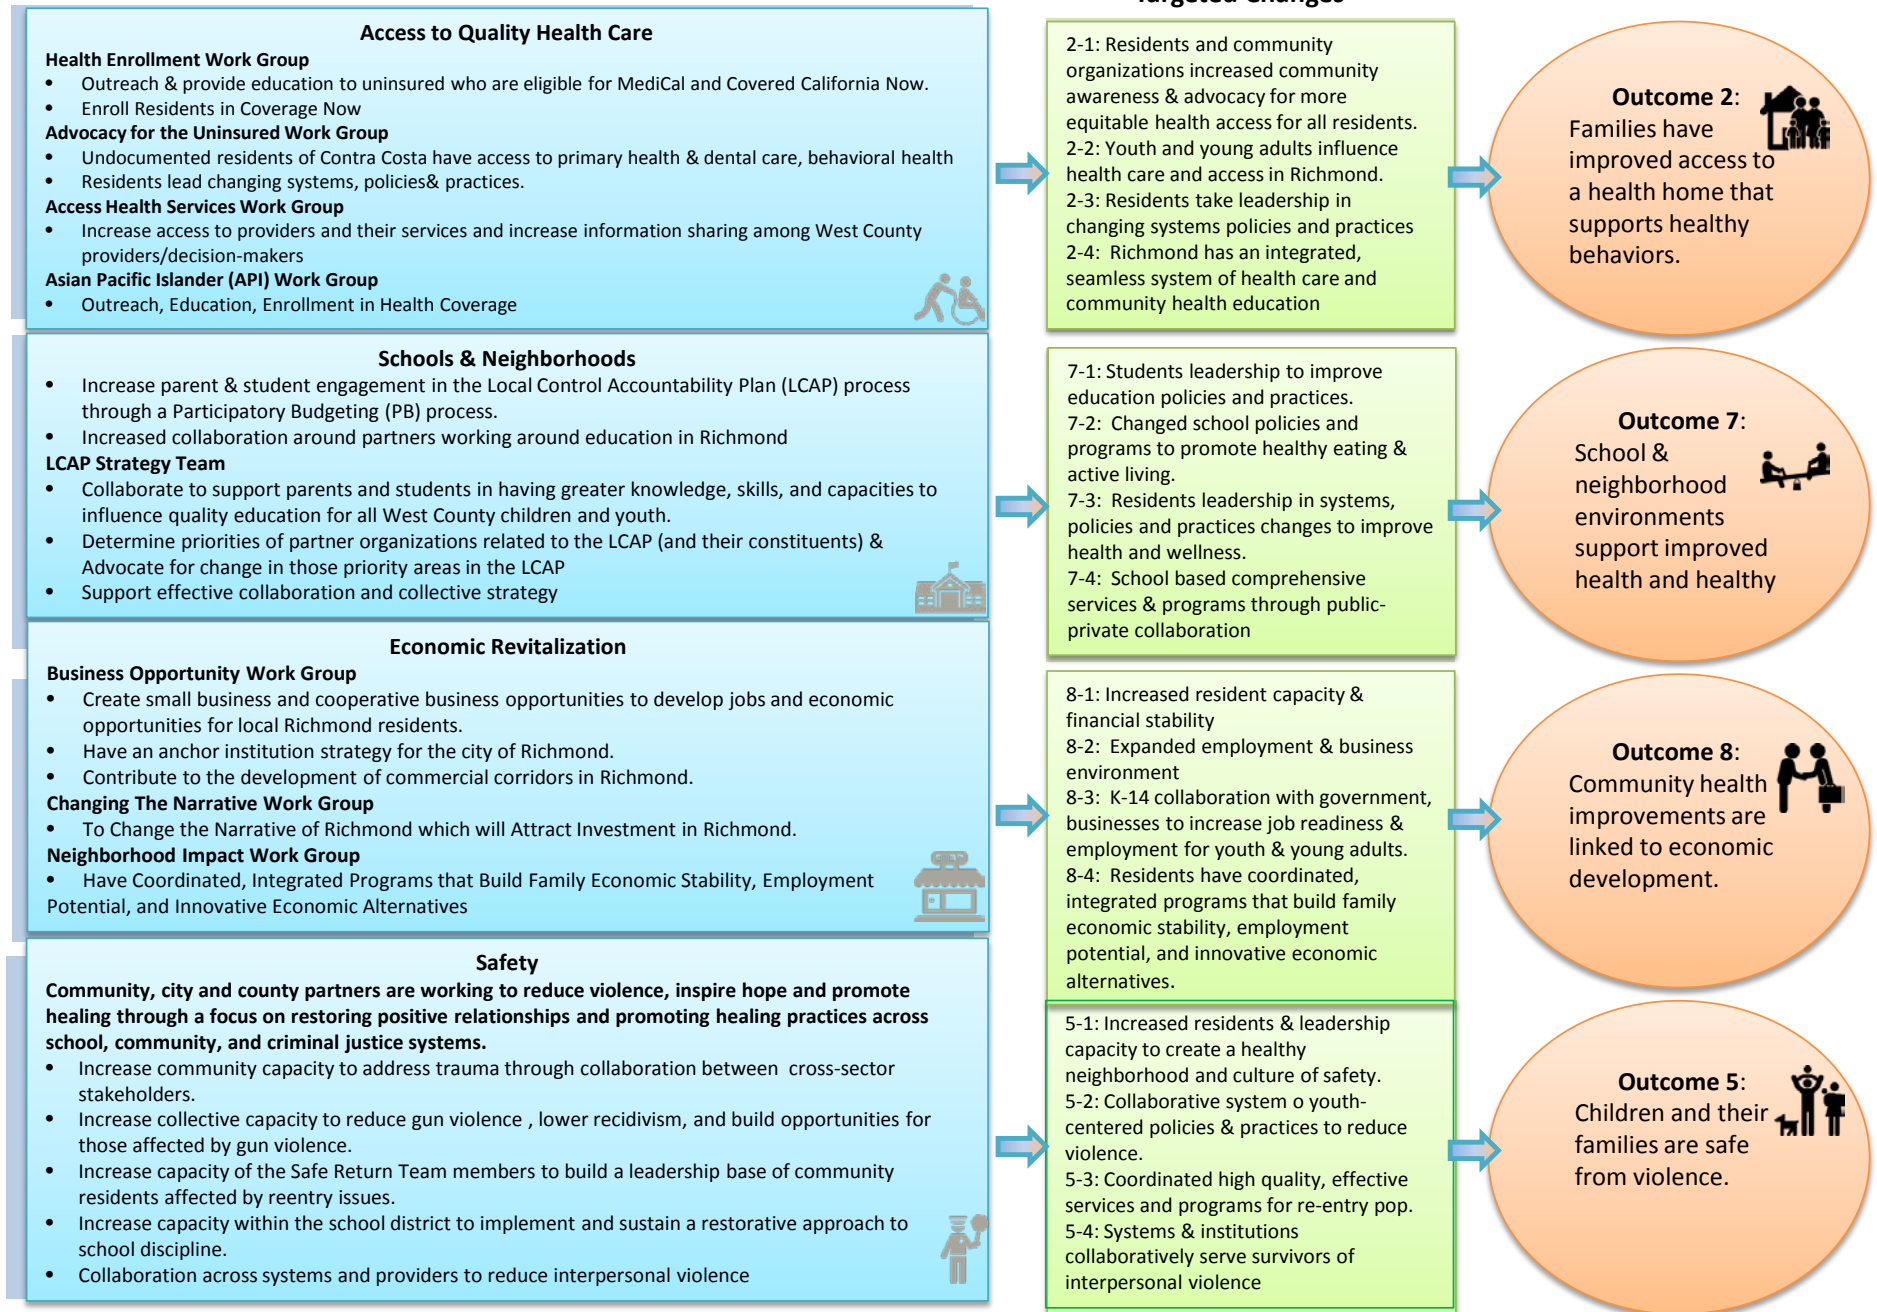 Targeted Changes
Access to Quality Health Care
Health Enrollment Work Group
• Outreach & provide education to uninsured who are eligible for MediCal and Covered California Now.
• Enroll Residents in Coverage Now
Advocacy for the Uninsured Work Group
• Undocumented residents of Contra Costa have access to primary health & dental care, behavioral health
• Residents lead changing systems, policies& practices.
Access Health Services Work Group
• Increase access to providers and their services and increase information sharing among West County
providers/decision-makers
Asian Pacific Islander (API) Work Group
• Outreach, Education, Enrollment in Health Coverage
2-1: Residents and community
organizations increased community
awareness & advocacy for more
equitable health access for all residents.
2-2: Youth and young adults influence
health care and access in Richmond.
2-3: Residents take leadership in
changing systems policies and practices
2-4: Richmond has an integrated,
seamless system of health care and
community health education
Outcome 2:
Families have
improved access to
a health home that
supports healthy
behaviors.
Schools & Neighborhoods
• Increase parent & student engagement in the Local Control Accountability Plan (LCAP) process
through a Participatory Budgeting (PB) process.
• Increased collaboration around partners working around education in Richmond
LCAP Strategy Team
• Collaborate to support parents and students in having greater knowledge, skills, and capacities to
influence quality education for all West County children and youth.
• Determine priorities of partner organizations related to the LCAP (and their constituents) &
Advocate for change in those priority areas in the LCAP
• Support effective collaboration and collective strategy
7-1: Students leadership to improve
education policies and practices.
7-2: Changed school policies and
programs to promote healthy eating &
active living.
7-3: Residents leadership in systems,
policies and practices changes to improve
health and wellness.
7-4: School based comprehensive
services & programs through public-
private collaboration
Outcome 7:
School &
neighborhood
environments
support improved
health and healthy
Economic Revitalization
Business Opportunity Work Group
• Create small business and cooperative business opportunities to develop jobs and economic
opportunities for local Richmond residents.
• Have an anchor institution strategy for the city of Richmond.
• Contribute to the development of commercial corridors in Richmond.
Changing The Narrative Work Group
• To Change the Narrative of Richmond which will Attract Investment in Richmond.
Neighborhood Impact Work Group
• Have Coordinated, Integrated Programs that Build Family Economic Stability, Employment
Potential, and Innovative Economic Alternatives
8-1: Increased resident capacity &
financial stability
8-2: Expanded employment & business
environment
8-3: K-14 collaboration with government,
businesses to increase job readiness &
employment for youth & young adults.
8-4: Residents have coordinated,
integrated programs that build family
economic stability, employment
potential, and innovative economic
alternatives.
Outcome 8:
Community health
improvements are
linked to economic
development.
Safety
Community, city and county partners are working to reduce violence, inspire hope and promote
healing through a focus on restoring positive relationships and promoting healing practices across
school, community, and criminal justice systems.
• Increase community capacity to address trauma through collaboration between cross-sector
stakeholders.
• Increase collective capacity to reduce gun violence , lower recidivism, and build opportunities for
those affected by gun violence.
• Increase capacity of the Safe Return Team members to build a leadership base of community
residents affected by reentry issues.
• Increase capacity within the school district to implement and sustain a restorative approach to
school discipline.
• Collaboration across systems and providers to reduce interpersonal violence
5-1: Increased residents & leadership
capacity to create a healthy
neighborhood and culture of safety.
5-2: Collaborative system o youth-
centered policies & practices to reduce
violence.
5-3: Coordinated high quality, effective
services and programs for re-entry pop.
5-4: Systems & institutions
collaboratively serve survivors of
interpersonal violence
Outcome 5:
Children and their
families are safe
from violence.